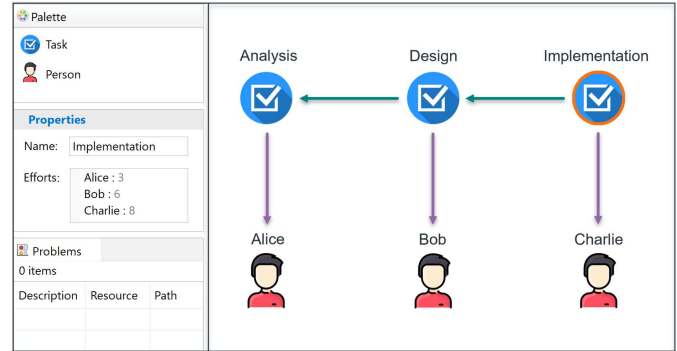 Palette
Task
Person
Properties
Name: Implementation
Efforts: Alice : 3
Bob : 6
Charlie : 8
Problems
0 items
Description Resource Path
Analysis Design Implementation
Alice Bob Charlie